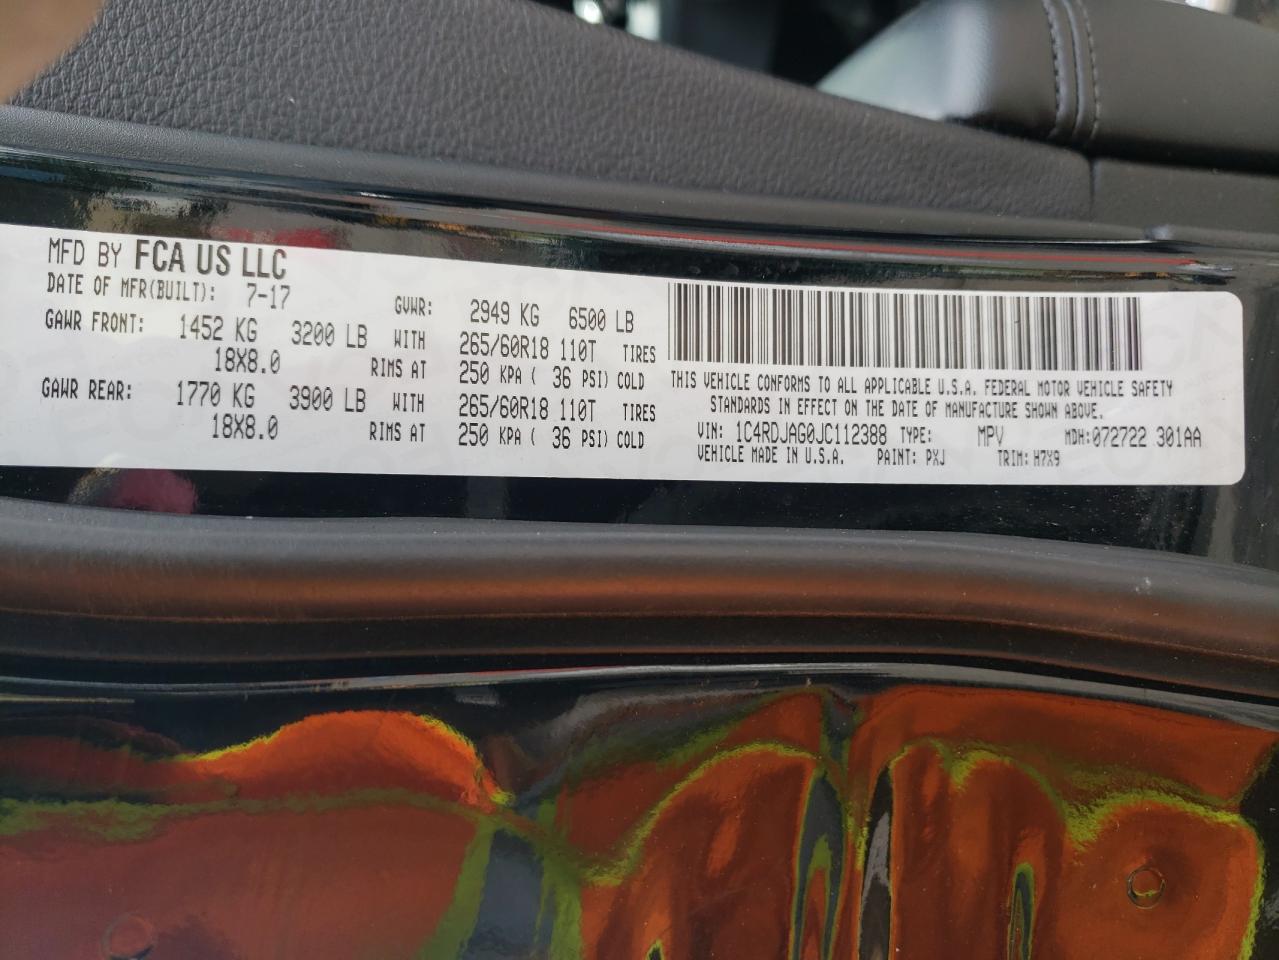 MFD BY FCA US LLC
DATE OF MFR(BUILT): 7-17
GVWR: 2949 KG 6500 LB
GAWR FRONT: 1452 KG 3200 LB WITH 265/60R18 110T TIRES
18X8.0 RIMS AT 250 KPA ( 36 PSI) COLD
GAWR REAR: 1770 KG 3900 LB WITH 265/60R18 110T TIRES
18X8.0 RIMS AT 250 KPA ( 36 PSI) COLD
THIS VEHICLE CONFORMS TO ALL APPLICABLE U.S.A. FEDERAL MOTOR VEHICLE SAFETY
STANDARDS IN EFFECT ON THE DATE OF MANUFACTURE SHOWN ABOVE.
VIN: 1C4RDJAG0JC112388 TYPE: MPV MDH:072722 301AA
VEHICLE MADE IN U.S.A. PAINT: PXJ TRIM: H7X9